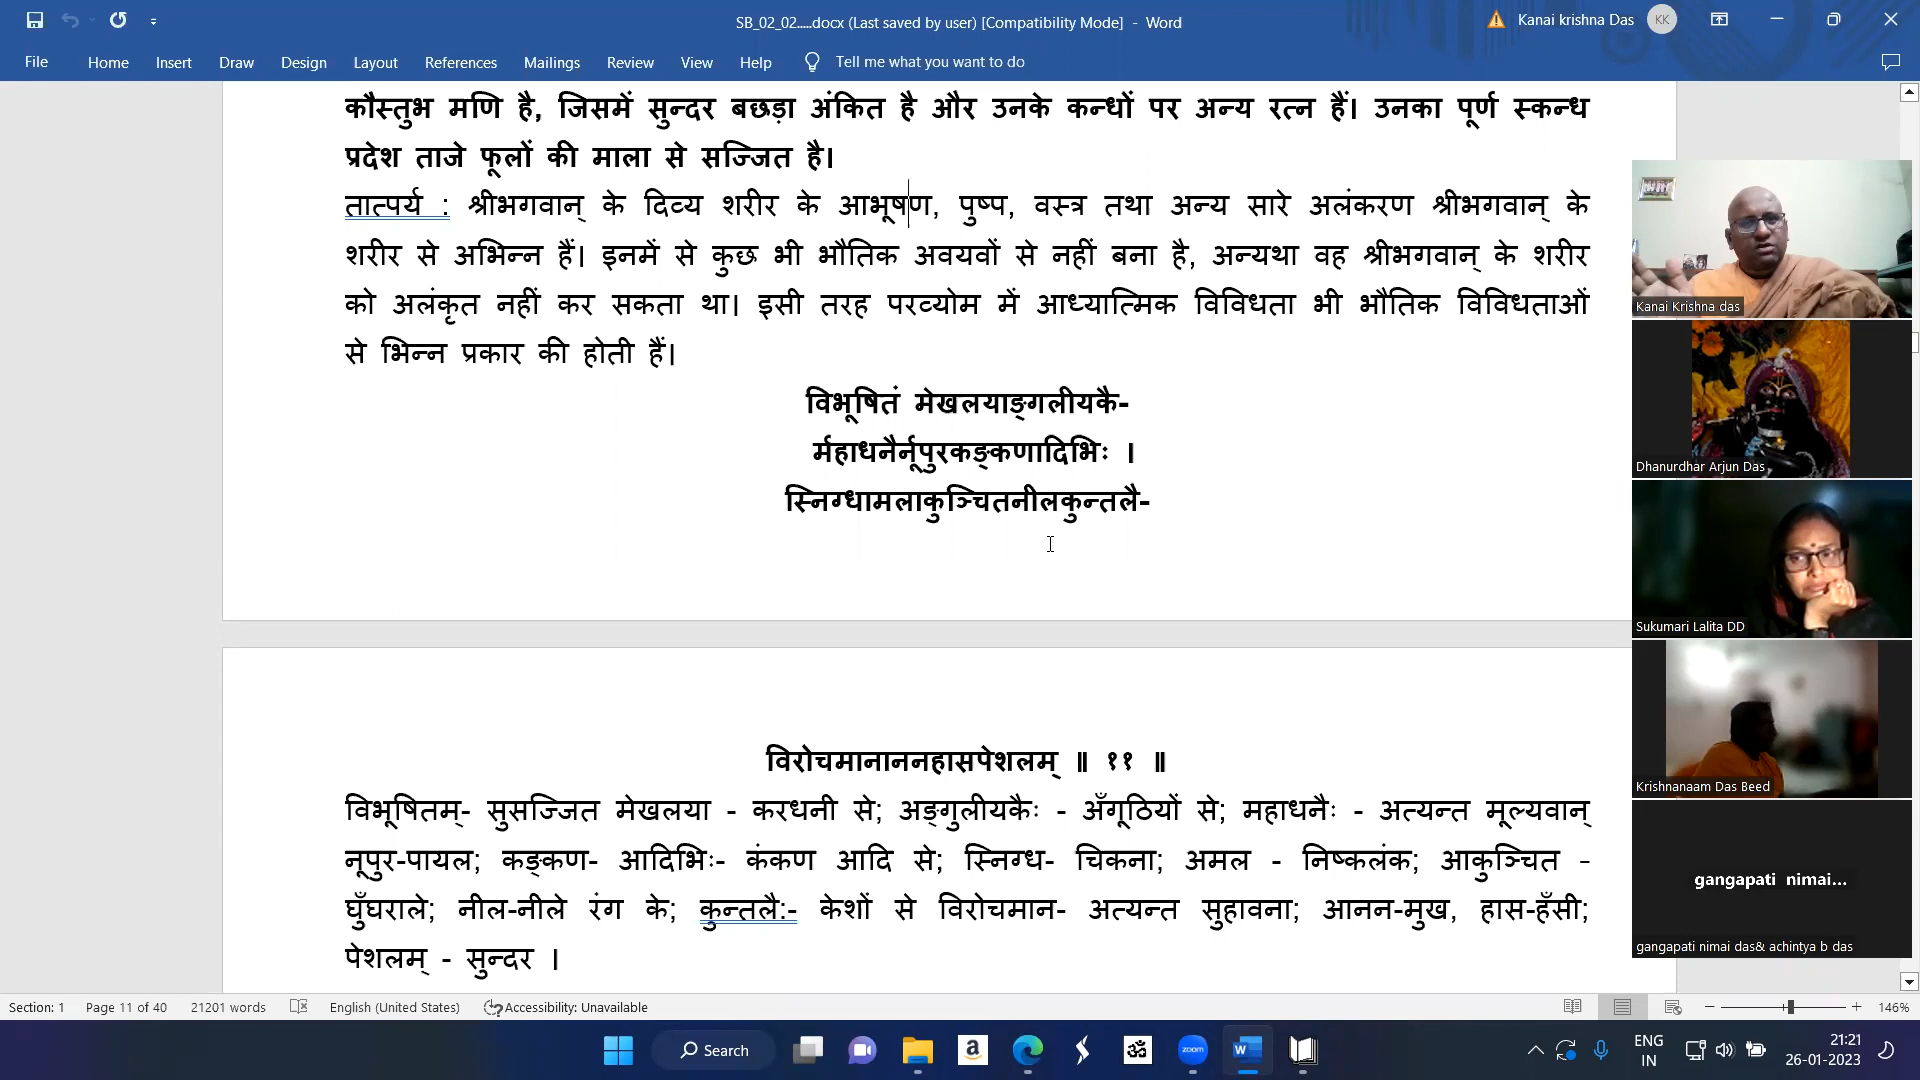 SB_02_02.....docx (Last saved by user) [Compatibility Mode] - Word
Kanai krishna Das
KK
File Home Insert Draw Design Layout References Mailings Review View Help Tell me what you want to do
कौस्तुभ मणि है, जिसमें सुन्दर बछड़ा अंकित है और उनके कन्धों पर अन्य रत्न हैं। उनका पूर्ण स्कन्ध
प्रदेश ताजे फूलों की माला से सज्जित है।
तात्पर्य : श्रीभगवान् के दिव्य शरीर के आभूषण, पुष्प, वस्त्र तथा अन्य सारे अलंकरण श्रीभगवान् के
शरीर से अभिन्न हैं। इनमें से कुछ भी भौतिक अवयवों से नहीं बना है, अन्यथा वह श्रीभगवान् के शरीर
को अलंकृत नहीं कर सकता था। इसी तरह परव्योम में आध्यात्मिक विविधता भी भौतिक विविधताओं
से भिन्न प्रकार की होती हैं।
विभूषितं मेखलयाङ्गलीयकै-
र्महाधनैर्नूपुरकङ्कणादिभिः ।
स्निग्धामलाकुञ्चितनीलकुन्तलै-
विरोचमानाननहासपेशलम् ॥ ११ ॥
विभूषितम्- सुसज्जित मेखलया - करधनी से; अङ्गुलीयकैः - अँगूठियों से; महाधनैः - अत्यन्त मूल्यवान्
नूपुर-पायल; कङ्कण- आदिभिः- कंकण आदि से; स्निग्ध- चिकना; अमल - निष्कलंक; आकुञ्चित -
घुँघराले; नील-नीले रंग के; कुन्तलै:- केशों से विरोचमान- अत्यन्त सुहावना; आनन-मुख, हास-हँसी;
पेशलम् - सुन्दर ।
Kanai Krishna das
Dhanurdhar Arjun Das
Sukumari Lalita DD
Krishnanaam Das Beed
gangapati nimai...
gangapati nimai das& achintya b das
Section: 1 Page 11 of 40 21201 words English (United States) Accessibility: Unavailable 146%
Search
zoom
ENG
IN
21:21
26-01-2023